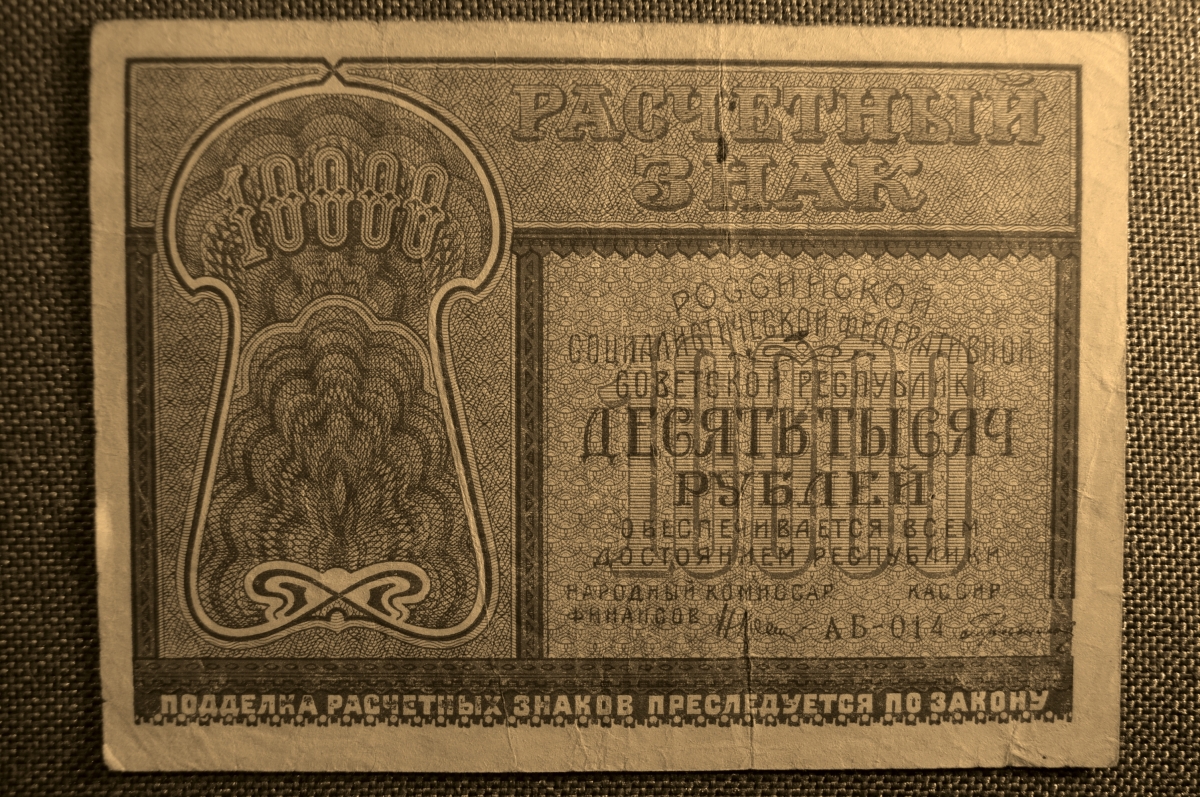 РАСЧЕТНЫЙ
ЗНАК
10000
РОССИЙСКОЙ
СОЦИАЛИСТИЧЕСКОЙ ФЕДЕРАТИВНОЙ
СОВЕТСКОЙ РЕСПУБЛИКИ
10000
ДЕСЯТЬ ТЫСЯЧ
РУБЛЕЙ
ОБЕСПЕЧИВАЕТСЯ ВСЕМ
ДОСТОЯНИЕМ РЕСПУБЛИКИ
НАРОДНЫЙ КОМИССАР КАССИР
ФИНАНСОВ АБ-014
ПОДДЕЛКА РАСЧЕТНЫХ ЗНАКОВ ПРЕСЛЕДУЕТСЯ ПО ЗАКОНУ